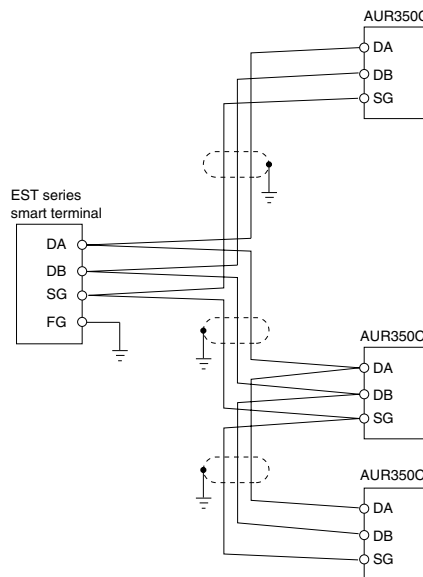 AUR350C
DA
DB
SG
EST series
smart terminal
DA
DB
SG
FG
AUR350C
DA
DB
SG
AUR350C
DA
DB
SG